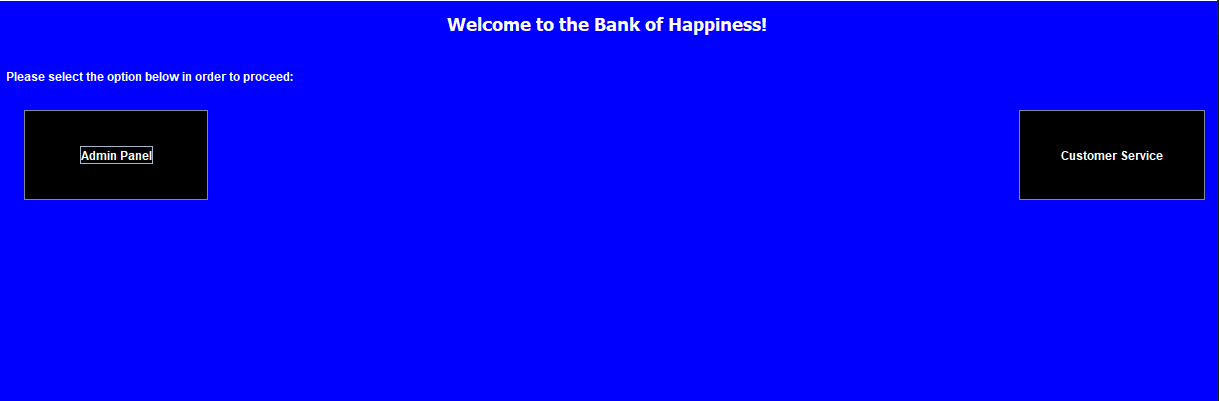 Welcome to the Bank of Happiness!
Please select the option below in order to proceed:
Admin Panel
Customer Service